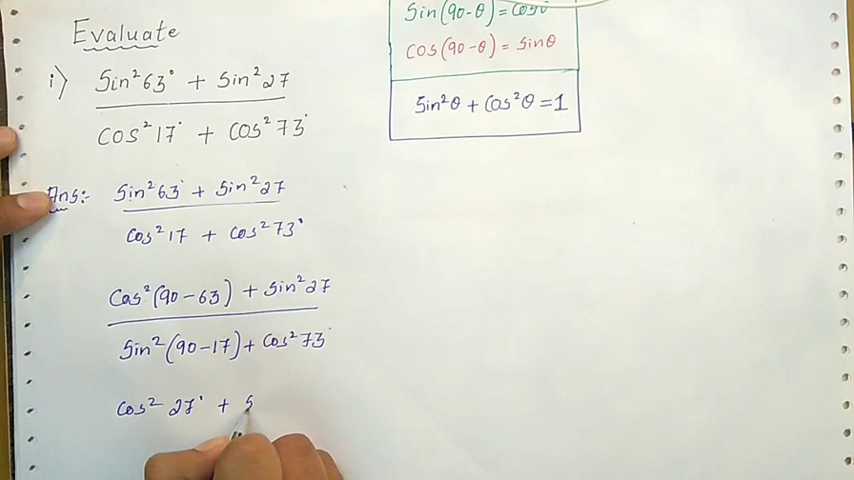 Evaluate
i) Sin²63° + Sin²27
COS²17° + COS²73°
Ans:- Sin²63° + Sin²27
Cos²17 + Cos²73°
Cos²(90-63) + Sin²27
Sin²(90-17) + Cos²73°
Cos²27° + S
Sin(90-θ) = Cosθ
COS(90-θ) = Sinθ
Sin²θ + Cos²θ = 1